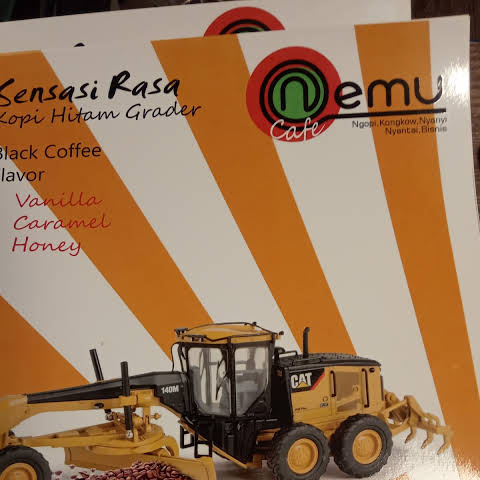 Sensasi Rasa
Kopi Hitam Grader
Black Coffee
Flavor
Vanilla
Caramel
Honey
nemu
Cafe
Ngopi, Kongkow, Nyanyi
Nyantai, Bisnis
140M
CAT